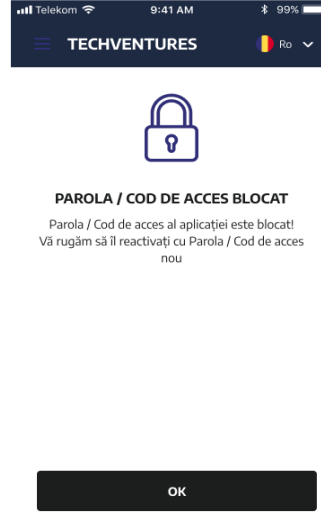 Telekom 9:41 AM 99%
TECHVENTURES Ro
PAROLA / COD DE ACCES BLOCAT
Parola / Cod de acces al aplicației este blocat!
Vă rugăm să îl reactivați cu Parola / Cod de acces
nou
OK